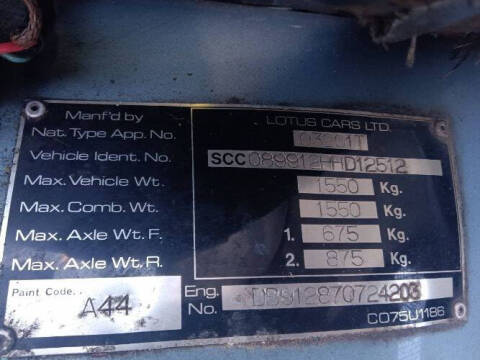 Manf'd by LOTUS CARS LTD.
Nat. Type App. No.
Vehicle Ident. No. SCC089912HHD12512
Max. Vehicle Wt. 1550 Kg.
Max. Comb. Wt. 1550 Kg.
Max. Axle Wt. F. 1. 675 Kg.
Max. Axle Wt. R. 2. 875 Kg.
Paint Code. A44
Eng. No. DB912870724203
CO75U1186